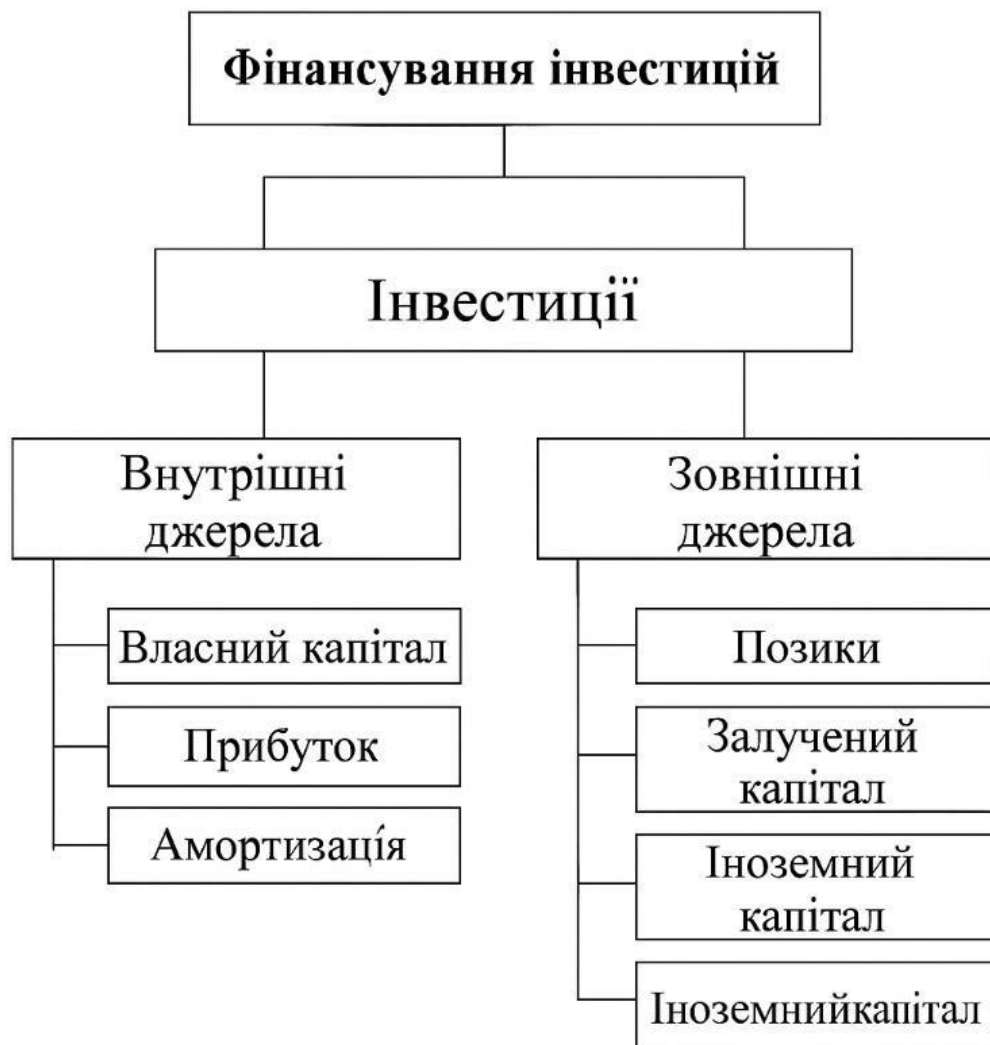 Фінансування інвестицій
Інвестиції
Внутрішні
джерела
Власний капітал
Прибуток
Амортизація
Зовнішні
джерела
Позики
Залучений
капітал
Іноземний
капітал
Іноземнийкапітал